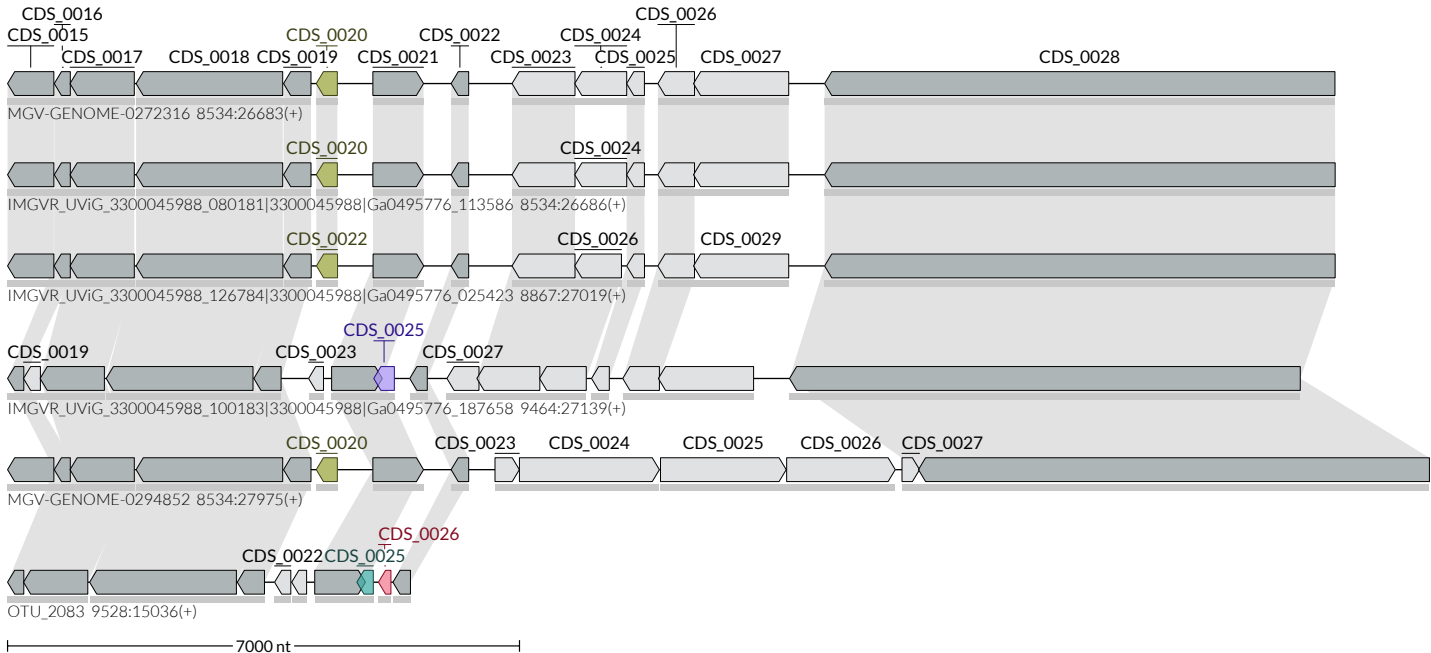 CDS_0016
CDS_0015 CDS_0020 CDS_0022 CDS_0024 CDS_0026
CDS_0017 CDS_0018 CDS_0019 CDS_0021 CDS_0023 CDS_0025 CDS_0027 CDS_0028
MGV-GENOME-0272316 8534:26683(+)
CDS_0020 CDS_0024
IMGVR_UViG_3300045988_080181|3300045988|Ga0495776_113586 8534:26686(+)
CDS_0022 CDS_0026 CDS_0029
IMGVR_UViG_3300045988_126784|3300045988|Ga0495776_025423 8867:27019(+)
CDS_0025
CDS_0019 CDS_0023 CDS_0027
IMGVR_UViG_3300045988_100183|3300045988|Ga0495776_187658 9464:27139(+)
CDS_0020 CDS_0023 CDS_0024 CDS_0025 CDS_0026 CDS_0027
MGV-GENOME-0294852 8534:27975(+)
CDS_0026
CDS_0022 CDS_0025
OTU_2083 9528:15036(+)
7000 nt